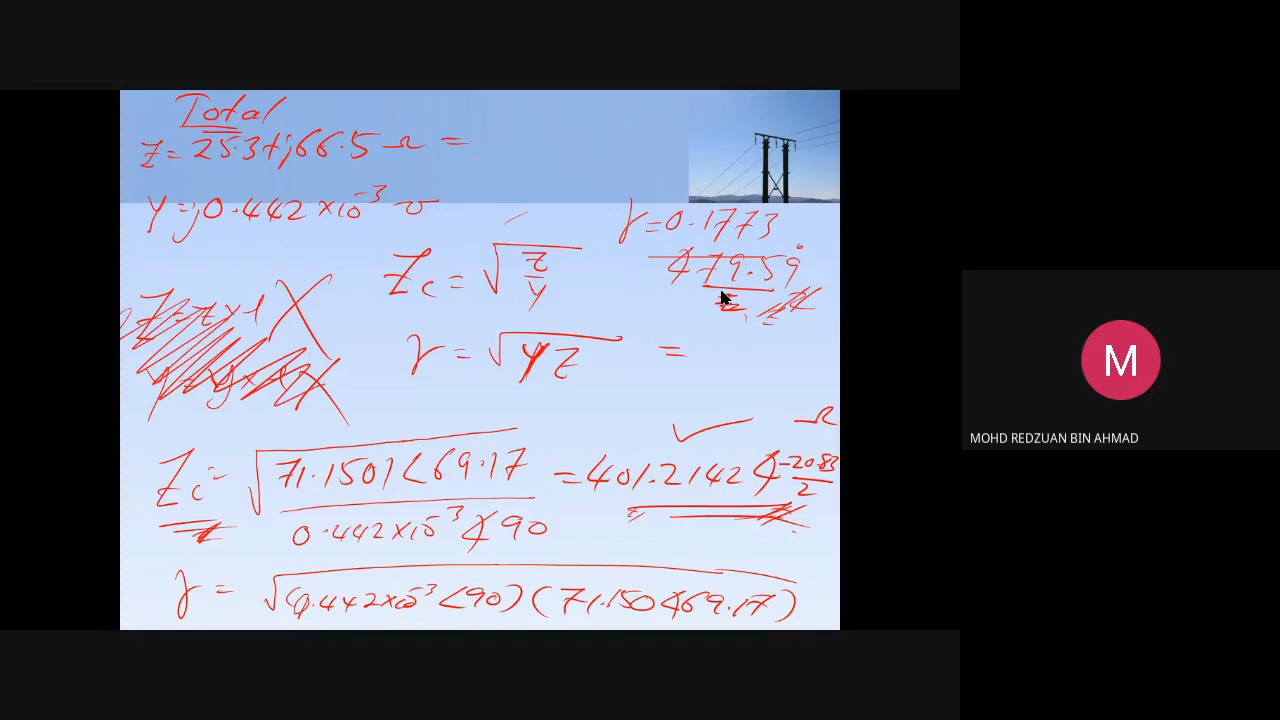 Total
Z = 25.3+j66.5 Ω =
Y = j0.442 ×10⁻³ ℧
γ = 0.1773
∠79.59°
Zc = √(Z/Y)
γ = √(YZ) =
Zc = √(71.1501∠69.17 / 0.442×10⁻³∠90) = 401.2142 ∠-20.83/2 Ω
γ = √((0.442×10⁻³∠90)(71.150∠69.17))
M
MOHD REDZUAN BIN AHMAD